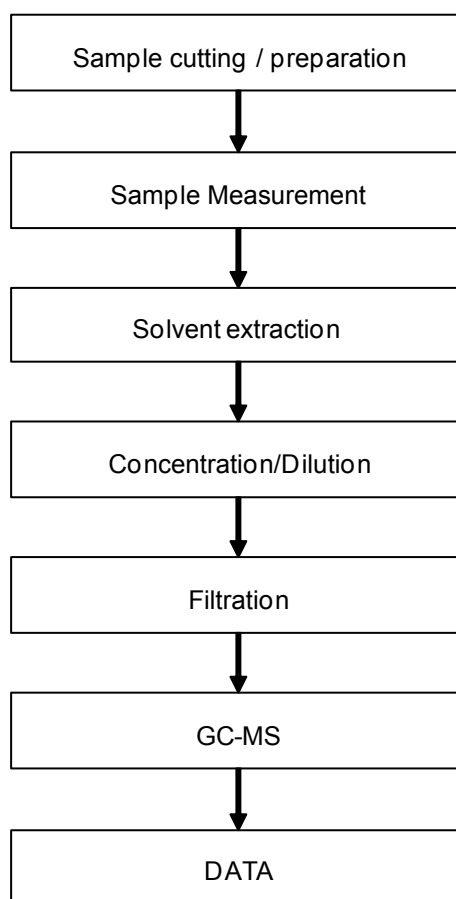 Sample cutting / preparation
Sample Measurement
Solvent extraction
Concentration/Dilution
Filtration
GC-MS
DATA